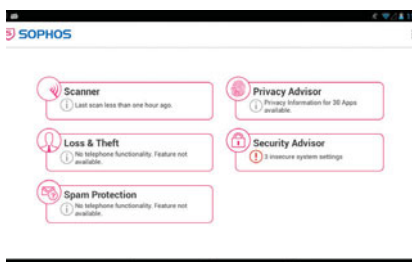 SOPHOS
Scanner
Last scan less than one hour ago.
Privacy Advisor
Privacy Information for 30 Apps
available.
Loss & Theft
No telephone functionality. Feature not
available.
Security Advisor
3 insecure system settings
Spam Protection
No telephone functionality. Feature not
available.